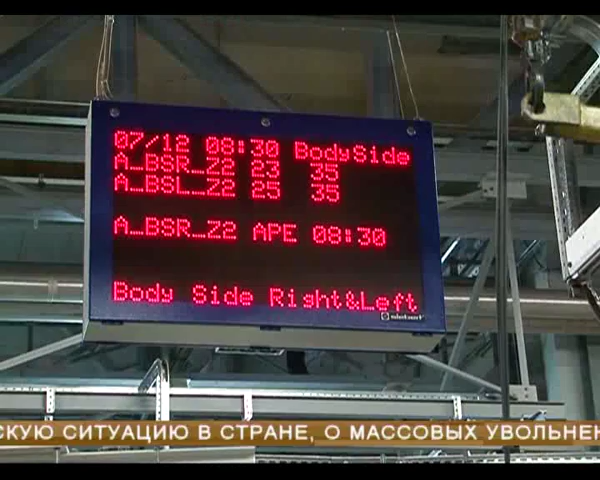 07/12 08:30 BodySide
A_BSR_Z2 23 35
A_BSL_Z2 25 35
A_BSR_Z2 APE 08:30
Body Side Right&Left
СКУЮ СИТУАЦИЮ В СТРАНЕ, О МАССОВЫХ УВОЛЬНЕН